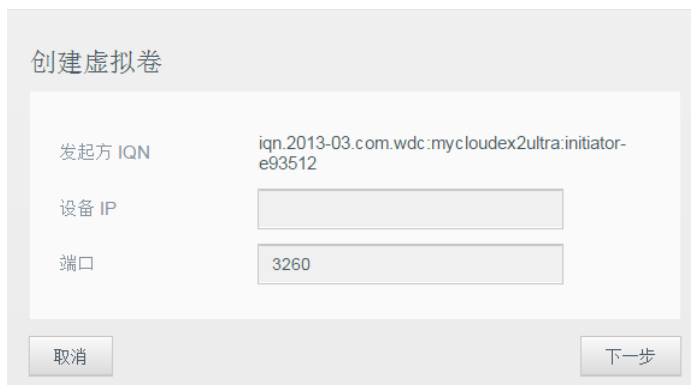 创建虚拟卷
发起方 IQN
iqn.2013-03.com.wdc:mycloudex2ultra:initiator-
e93512
设备 IP
端口
3260
取消
下一步